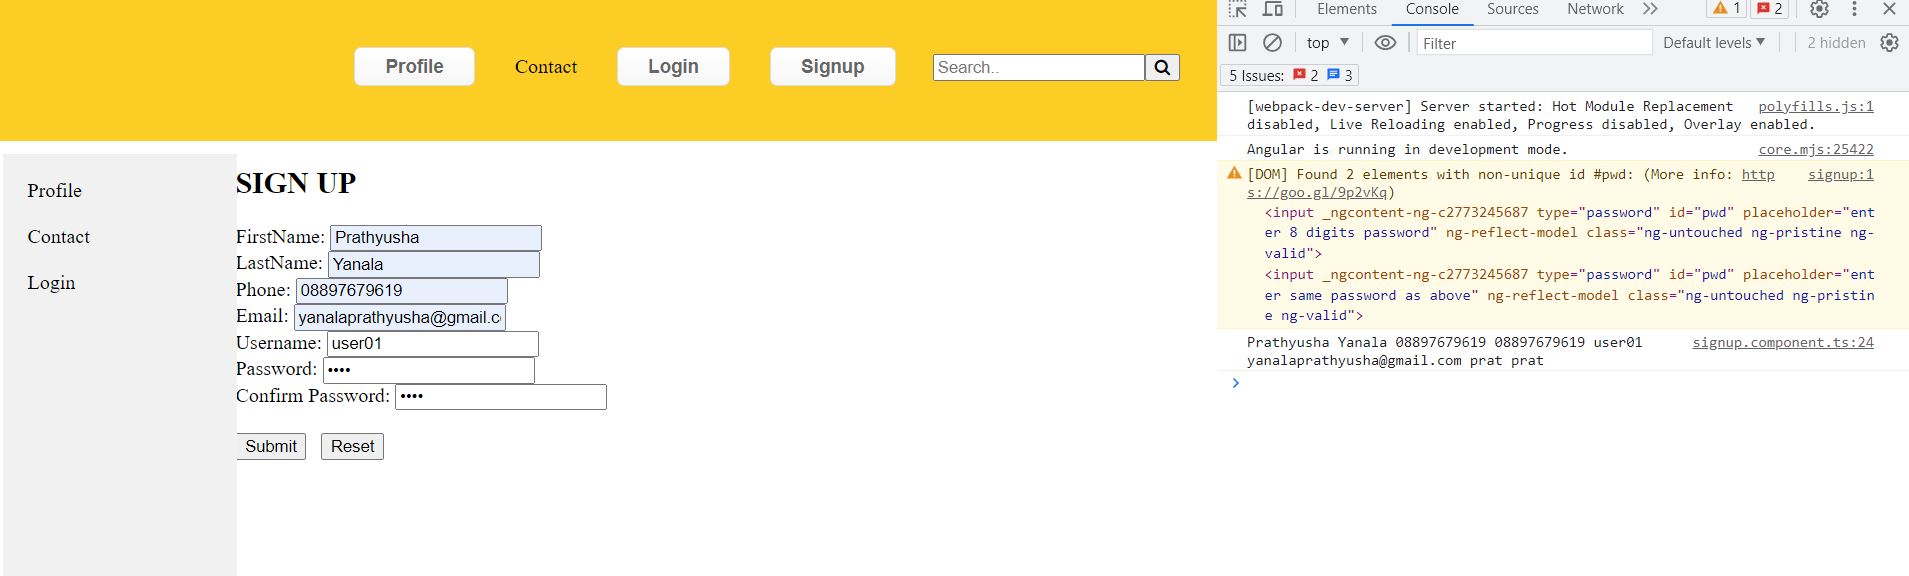 Profile Contact Login Signup Search..
Profile
Contact
Login
SIGN UP
FirstName: Prathyusha
LastName: Yanala
Phone: 08897679619
Email: yanalaprathyusha@gmail.c
Username: user01
Password: ••••
Confirm Password: ••••
Submit Reset
Elements Console Sources Network 1 2
top Filter Default levels 2 hidden
5 Issues: 2 3
[webpack-dev-server] Server started: Hot Module Replacement polyfills.js:1
disabled, Live Reloading enabled, Progress disabled, Overlay enabled.
Angular is running in development mode. core.mjs:25422
[DOM] Found 2 elements with non-unique id #pwd: (More info: http signup:1
s://goo.gl/9p2vKq)
<input _ngcontent-ng-c2773245687 type="password" id="pwd" placeholder="ent
er 8 digits password" ng-reflect-model class="ng-untouched ng-pristine ng-
valid">
<input _ngcontent-ng-c2773245687 type="password" id="pwd" placeholder="ent
er same password as above" ng-reflect-model class="ng-untouched ng-pristin
e ng-valid">
Prathyusha Yanala 08897679619 08897679619 user01 signup.component.ts:24
yanalaprathyusha@gmail.com prat prat